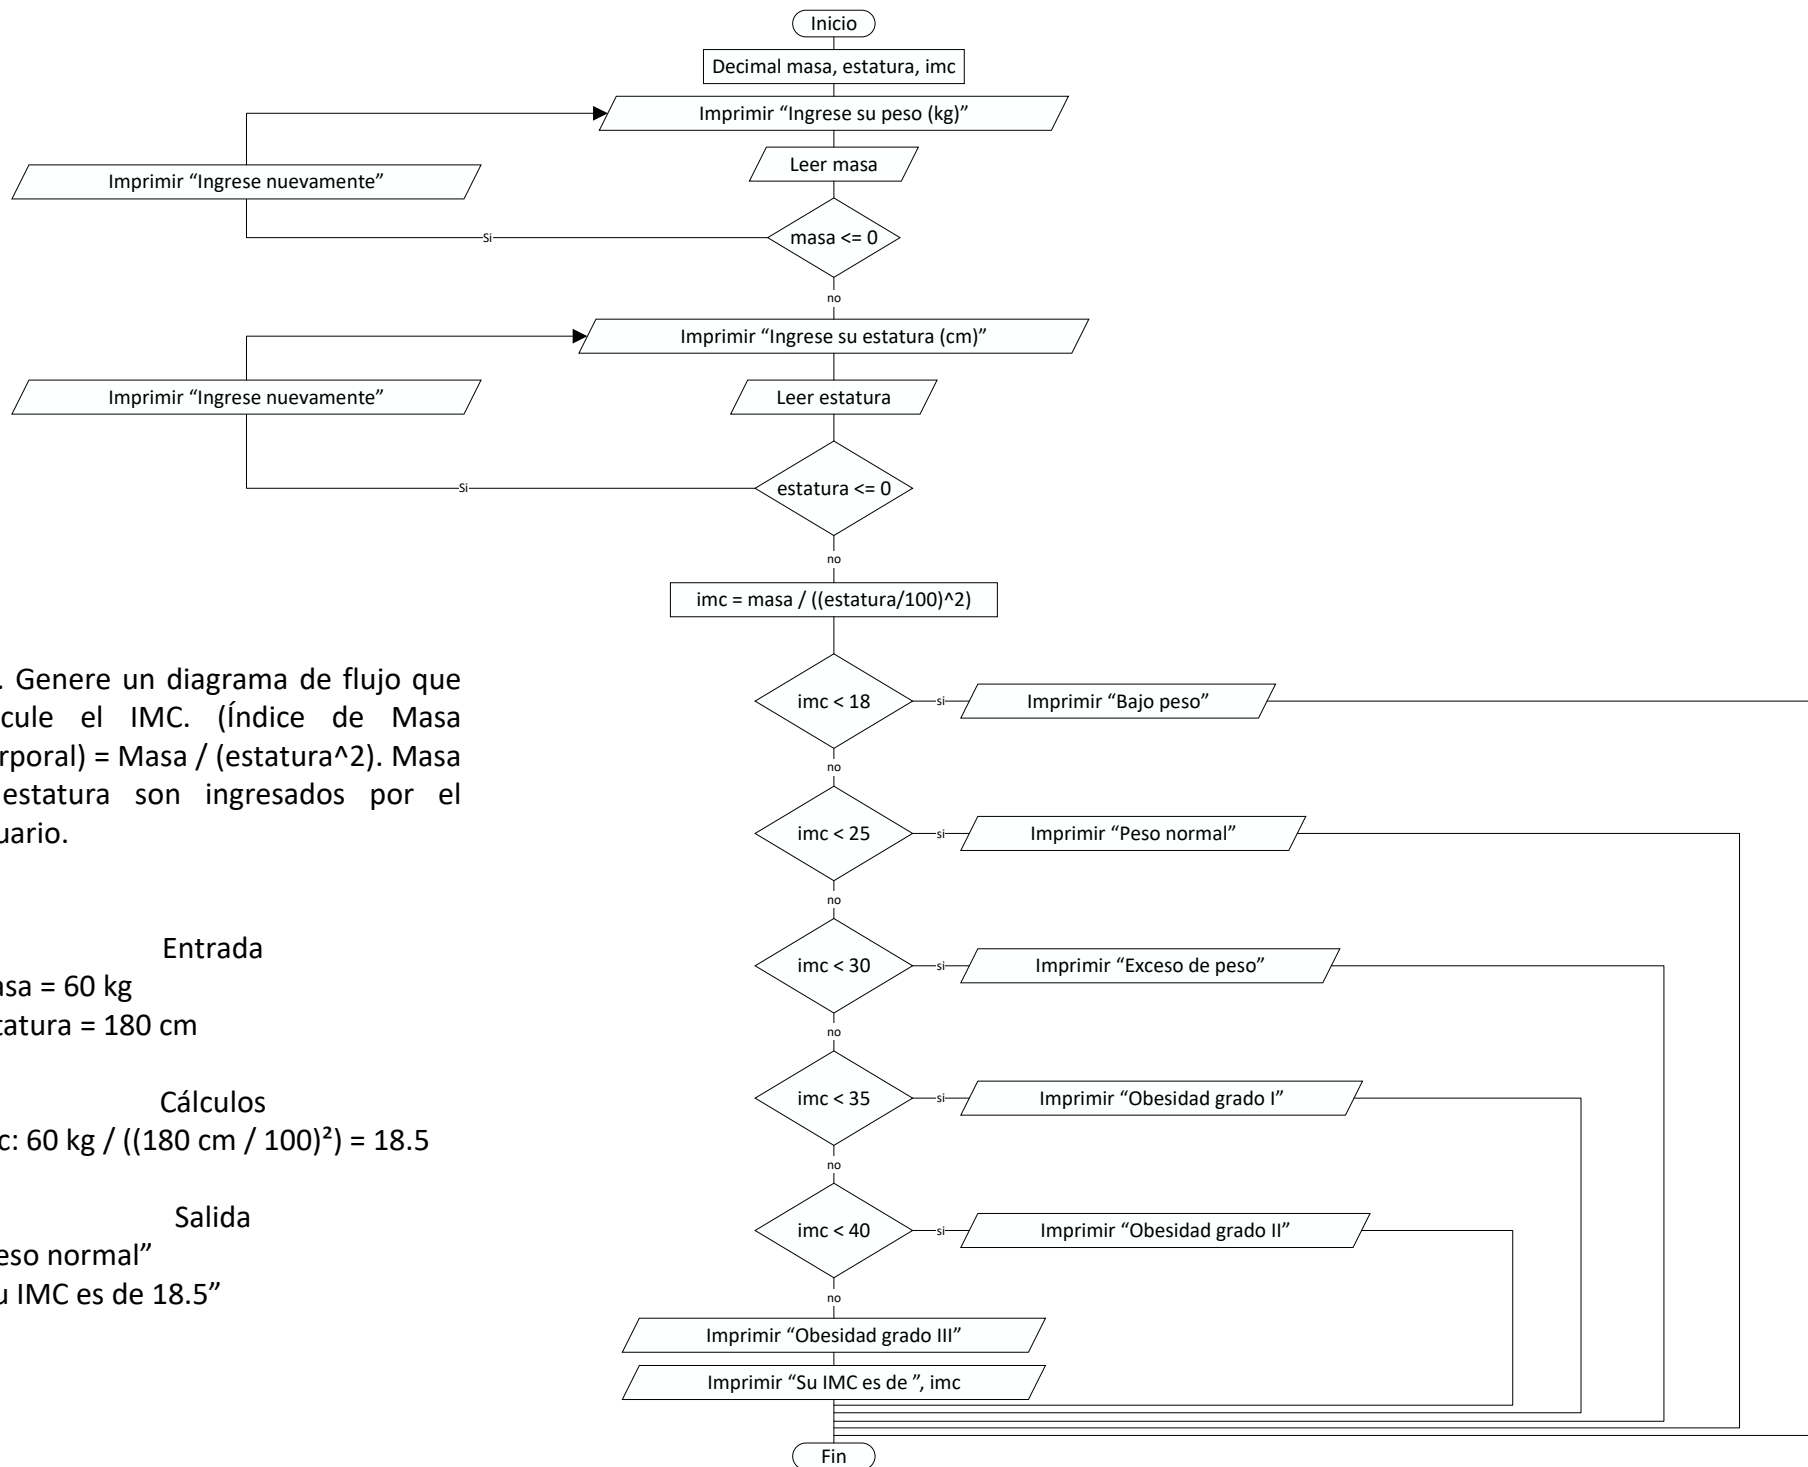 Inicio
Decimal masa, estatura, imc
Imprimir “Ingrese su peso (kg)”
Leer masa
Imprimir “Ingrese nuevamente”
masa <= 0
Si
no
Imprimir “Ingrese su estatura (cm)”
Imprimir “Ingrese nuevamente”
Leer estatura
estatura <= 0
Si
no
imc = masa / ((estatura/100)^2)
. Genere un diagrama de flujo que
cule el IMC. (Índice de Masa
rporal) = Masa / (estatura^2). Masa
estatura son ingresados por el
uario.
Entrada
asa = 60 kg
tatura = 180 cm
Cálculos
c: 60 kg / ((180 cm / 100)²) = 18.5
Salida
eso normal”
u IMC es de 18.5”
imc < 18
si
Imprimir “Bajo peso”
no
imc < 25
si
Imprimir “Peso normal”
no
imc < 30
si
Imprimir “Exceso de peso”
no
imc < 35
si
Imprimir “Obesidad grado I”
no
imc < 40
si
Imprimir “Obesidad grado II”
no
Imprimir “Obesidad grado III”
Imprimir “Su IMC es de ”, imc
Fin